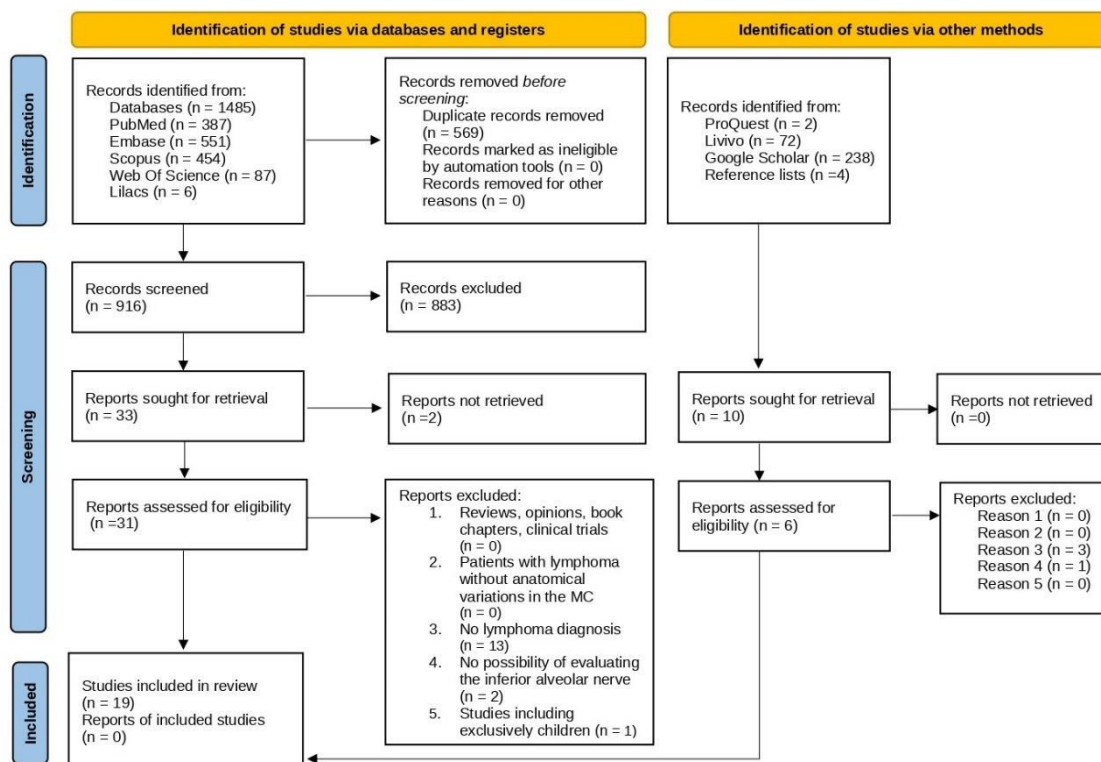 Identification of studies via databases and registers
Identification of studies via other methods
Identification
Records identified from:
Databases (n = 1485)
PubMed (n = 387)
Embase (n = 551)
Scopus (n = 454)
Web Of Science (n = 87)
Lilacs (n = 6)
Records removed before
screening:
Duplicate records removed
(n = 569)
Records marked as ineligible
by automation tools (n = 0)
Records removed for other
reasons (n = 0)
Records identified from:
ProQuest (n = 2)
Livivo (n = 72)
Google Scholar (n = 238)
Reference lists (n =4)
Screening
Records screened
(n = 916)
Records excluded
(n = 883)
Reports sought for retrieval
(n = 33)
Reports not retrieved
(n =2)
Reports sought for retrieval
(n = 10)
Reports not retrieved
(n =0)
Reports assessed for eligibility
(n =31)
Reports excluded:
1. Reviews, opinions, book
chapters, clinical trials
(n = 0)
2. Patients with lymphoma
without anatomical
variations in the MC
(n = 0)
3. No lymphoma diagnosis
(n = 13)
4. No possibility of evaluating
the inferior alveolar nerve
(n = 2)
5. Studies including
exclusively children (n = 1)
Reports assessed for
eligibility (n = 6)
Reports excluded:
Reason 1 (n = 0)
Reason 2 (n = 0)
Reason 3 (n = 3)
Reason 4 (n = 1)
Reason 5 (n = 0)
Included
Studies included in review
(n = 19)
Reports of included studies
(n = 0)